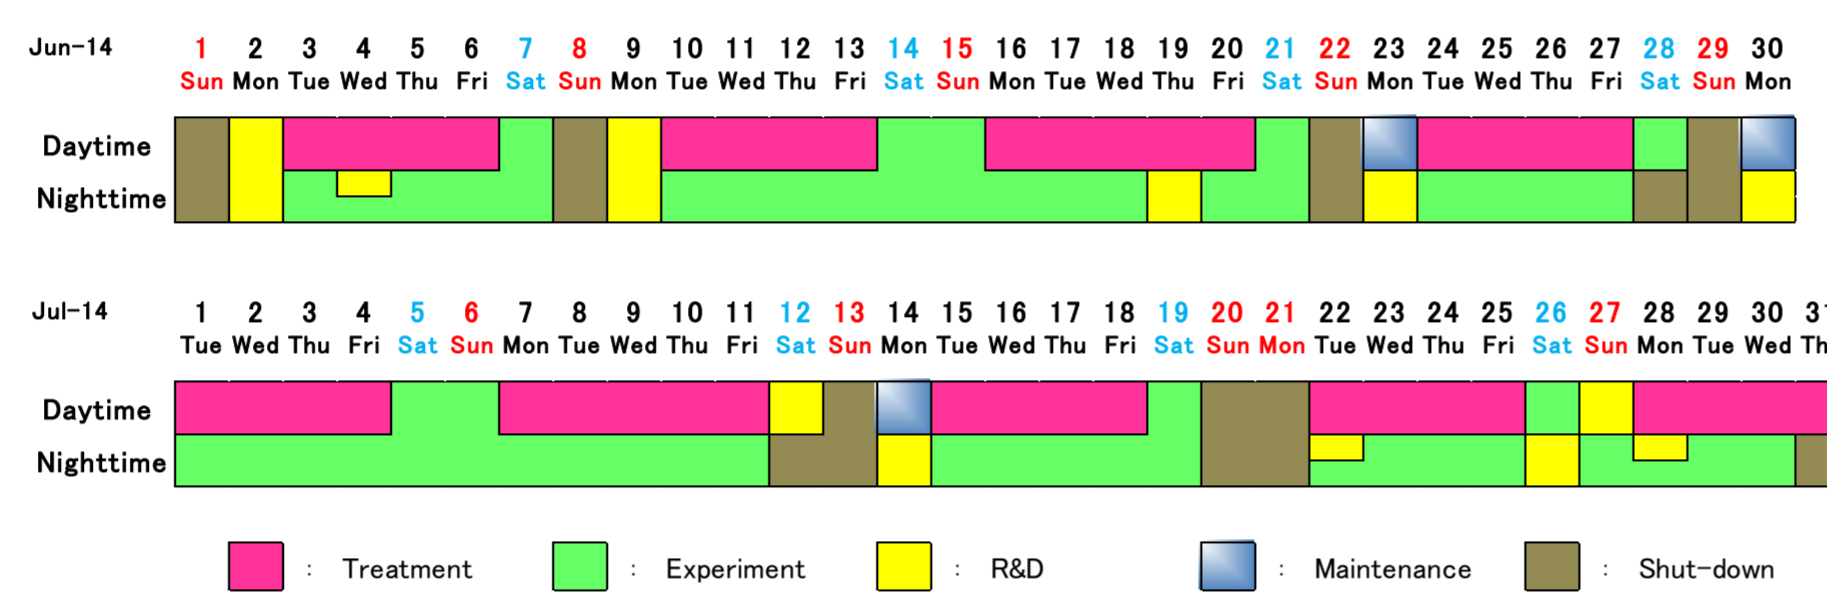 Jun-14 1 2 3 4 5 6 7 8 9 10 11 12 13 14 15 16 17 18 19 20 21 22 23 24 25 26 27 28 29 30
Sun Mon Tue Wed Thu Fri Sat Sun Mon Tue Wed Thu Fri Sat Sun Mon Tue Wed Thu Fri Sat Sun Mon Tue Wed Thu Fri Sat Sun Mon
Daytime
Nighttime
Jul-14 1 2 3 4 5 6 7 8 9 10 11 12 13 14 15 16 17 18 19 20 21 22 23 24 25 26 27 28 29 30 31
Tue Wed Thu Fri Sat Sun Mon Tue Wed Thu Fri Sat Sun Mon Tue Wed Thu Fri Sat Sun Mon Tue Wed Thu Fri Sat Sun Mon Tue Wed Th
Daytime
Nighttime
: Treatment : Experiment : R&D : Maintenance : Shut-down